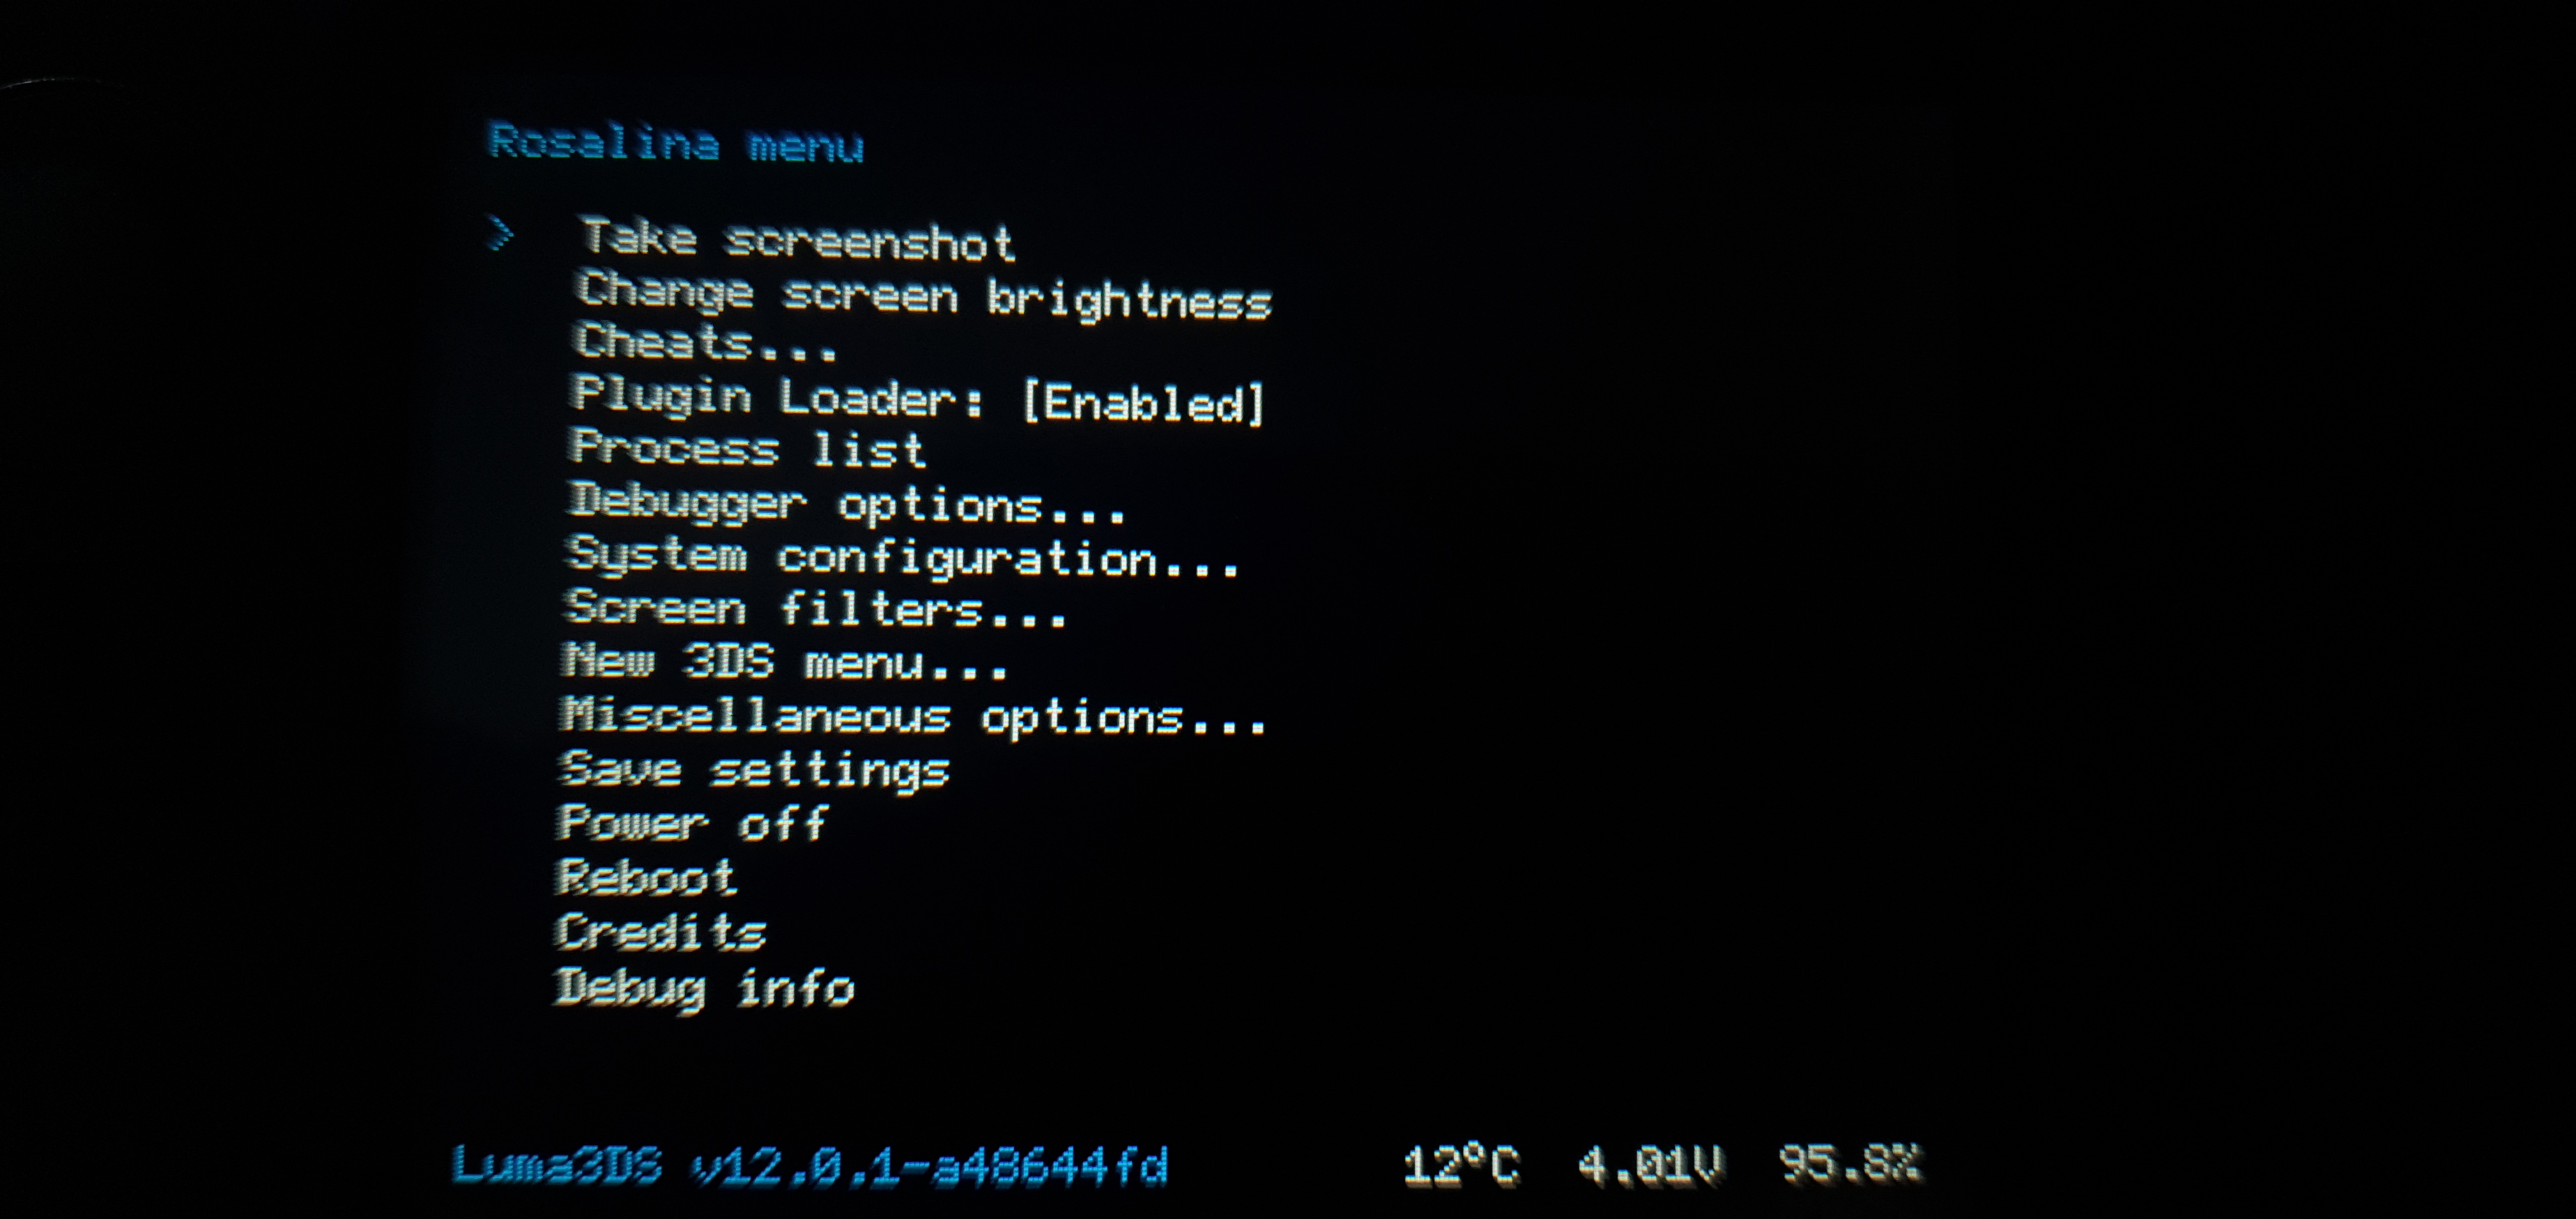 Rosalina menu
> Take screenshot
Change screen brightness
Cheats...
Plugin Loader: [Enabled]
Process list
Debugger options...
System configuration...
Screen filters...
New 3DS menu...
Miscellaneous options...
Save settings
Power off
Reboot
Credits
Debug info
Luma3DS v12.0.1-a48644fd 12°C 4.01V 95.8%